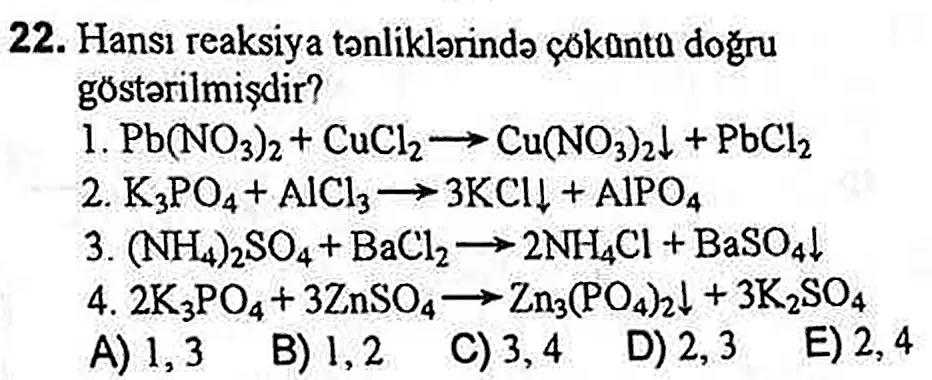 22. Hansı reaksiya tənliklərində çöküntü doğru
göstərilmişdir?
1. Pb(NO₃)₂ + CuCl₂ ⟶ Cu(NO₃)₂↓ + PbCl₂
2. K₃PO₄ + AlCl₃ ⟶ 3KCl↓ + AlPO₄
3. (NH₄)₂SO₄ + BaCl₂ ⟶ 2NH₄Cl + BaSO₄↓
4. 2K₃PO₄ + 3ZnSO₄ ⟶ Zn₃(PO₄)₂↓ + 3K₂SO₄
A) 1, 3 B) 1, 2 C) 3, 4 D) 2, 3 E) 2, 4